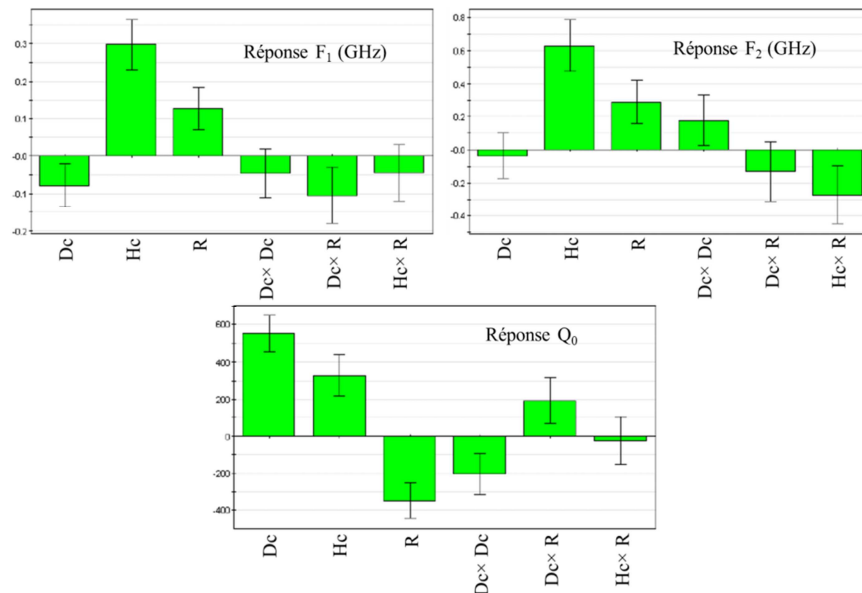 Réponse F₁ (GHz)
0.3
0.2
0.1
-0.0
-0.1
-0.2
Dc
Hc
R
Dc× Dc
Dc× R
Hc× R
Réponse F₂ (GHz)
0.8
0.6
0.4
0.2
-0.0
-0.2
-0.4
Dc
Hc
R
Dc× Dc
Dc× R
Hc× R
Réponse Q₀
600
400
200
0
-200
-400
Dc
Hc
R
Dc× Dc
Dc× R
Hc× R